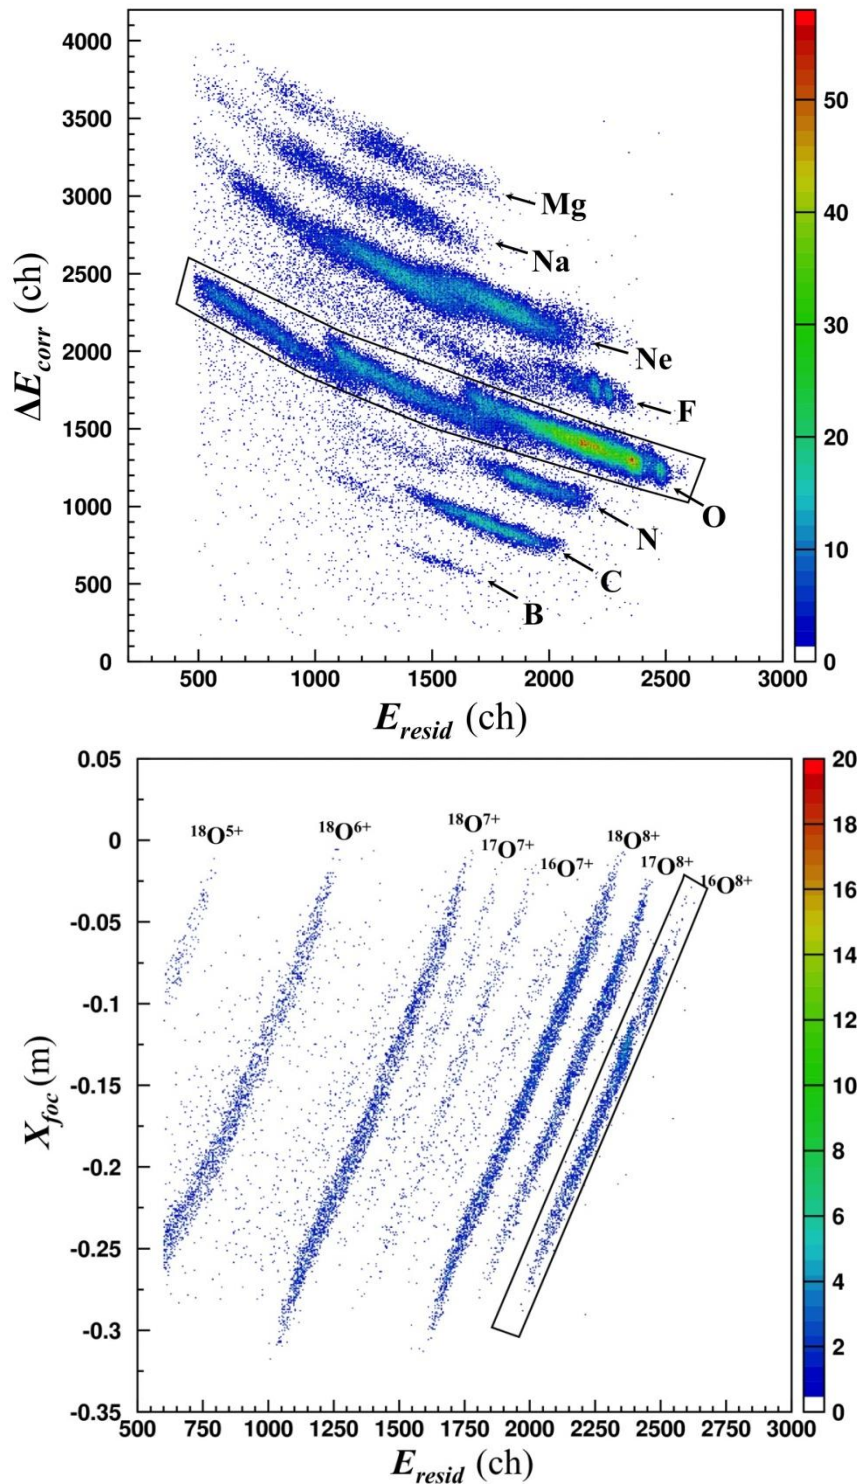 4000
3500
3000
2500
2000
1500
1000
500
0
ΔE_corr (ch)
500 1000 1500 2000 2500 3000
E_resid (ch)
Mg
Na
Ne
F
O
N
C
B
50
40
30
20
10
0
0.05
0
-0.05
-0.1
-0.15
-0.2
-0.25
-0.3
-0.35
X_foc (m)
¹⁸O⁵⁺ ¹⁸O⁶⁺ ¹⁸O⁷⁺ ¹⁷O⁷⁺ ¹⁶O⁷⁺ ¹⁸O⁸⁺ ¹⁷O⁸⁺ ¹⁶O⁸⁺
500 750 1000 1250 1500 1750 2000 2250 2500 2750 3000
E_resid (ch)
20
18
16
14
12
10
8
6
4
2
0